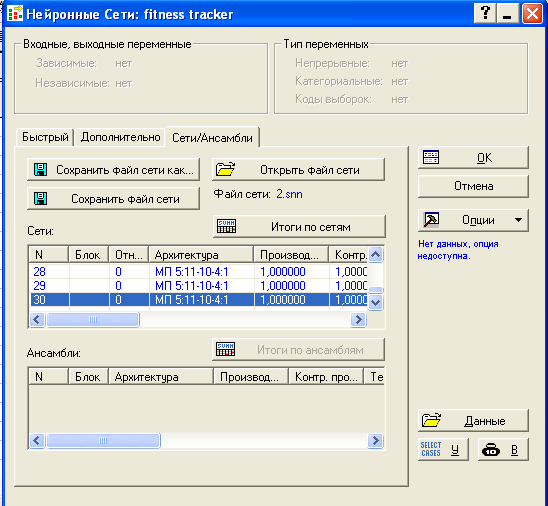 Нейронные Сети: fitness tracker
Входные, выходные переменные
Зависимые: нет
Независимые: нет
Тип переменных
Непрерывные: нет
Категориальные: нет
Коды выборок: нет
Быстрый Дополнительно Сети/Ансамбли
Сохранить файл сети как...
Открыть файл сети
Сохранить файл сети
Файл сети: 2.snn
Итоги по сетям
Сети:
N Блок Отн... Архитектура Производ... Контр.
28 0 МП 5:11-10-4:1 1,000000 1,0000
29 0 МП 5:11-10-4:1 1,000000 1,0000
30 0 МП 5:11-10-4:1 1,000000 1,0000
Итоги по ансамблям
Ансамбли:
N Блок Архитектура Производ... Контр. про... Те
OK
Отмена
Опции
Нет данных, опция
недоступна.
Данные
SELECT
CASES
У
10
В